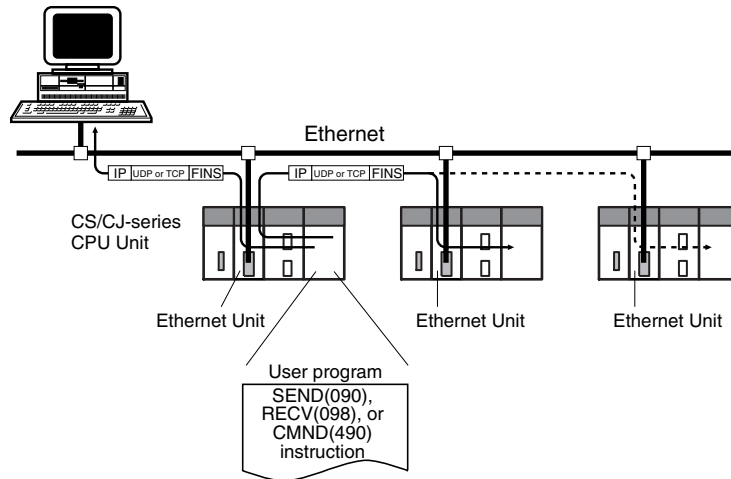 Ethernet
IP UDP or TCP FINS
IP UDP or TCP FINS
CS/CJ-series
CPU Unit
Ethernet Unit
Ethernet Unit
Ethernet Unit
User program
SEND(090),
RECV(098), or
CMND(490)
instruction